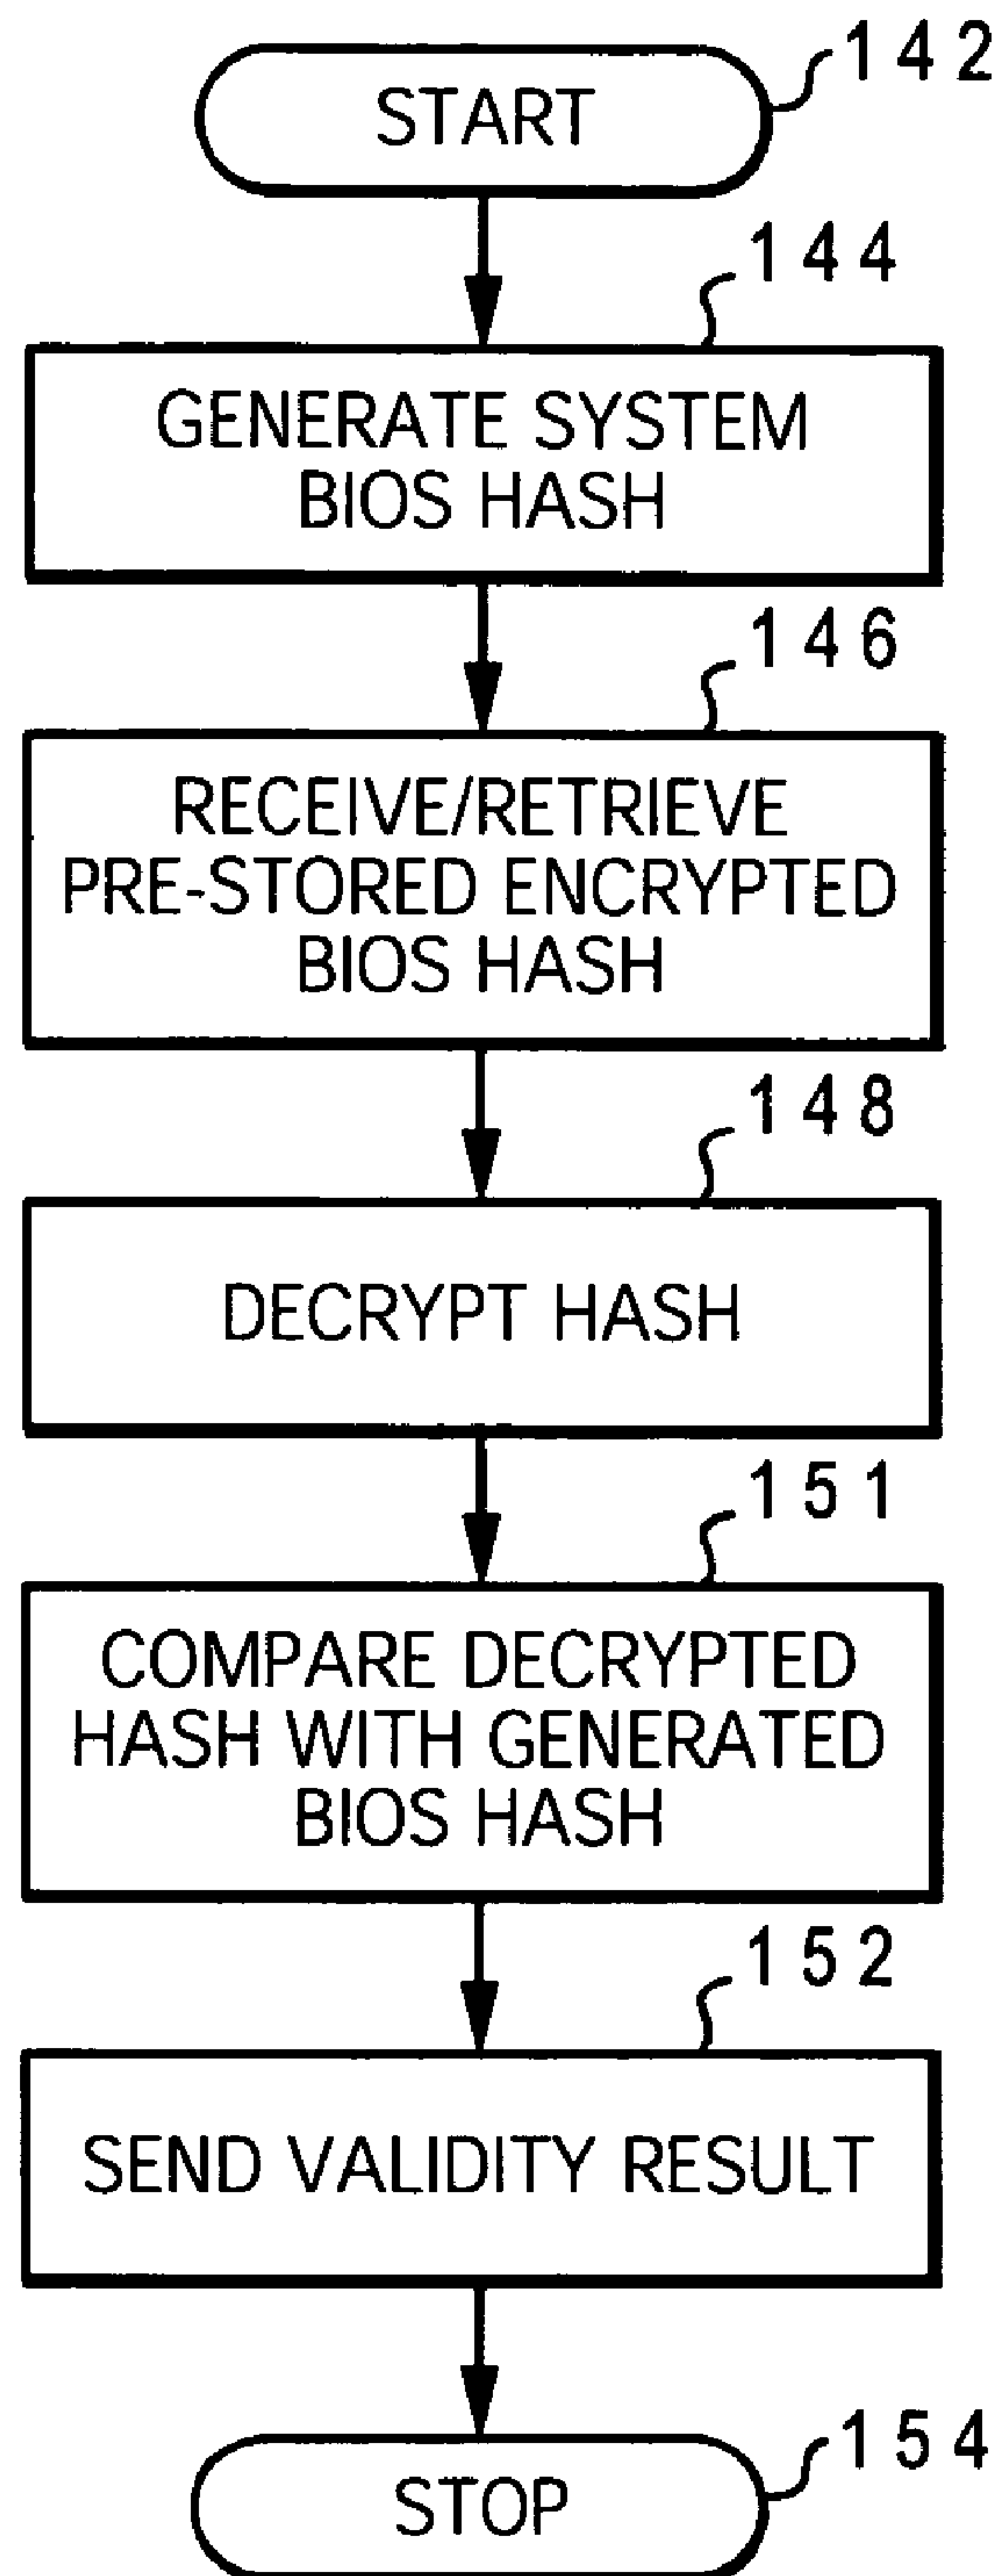 142
START
144
GENERATE SYSTEM
BIOS HASH
146
RECEIVE/RETRIEVE
PRE-STORED ENCRYPTED
BIOS HASH
148
DECRYPT HASH
151
COMPARE DECRYPTED
HASH WITH GENERATED
BIOS HASH
152
SEND VALIDITY RESULT
154
STOP